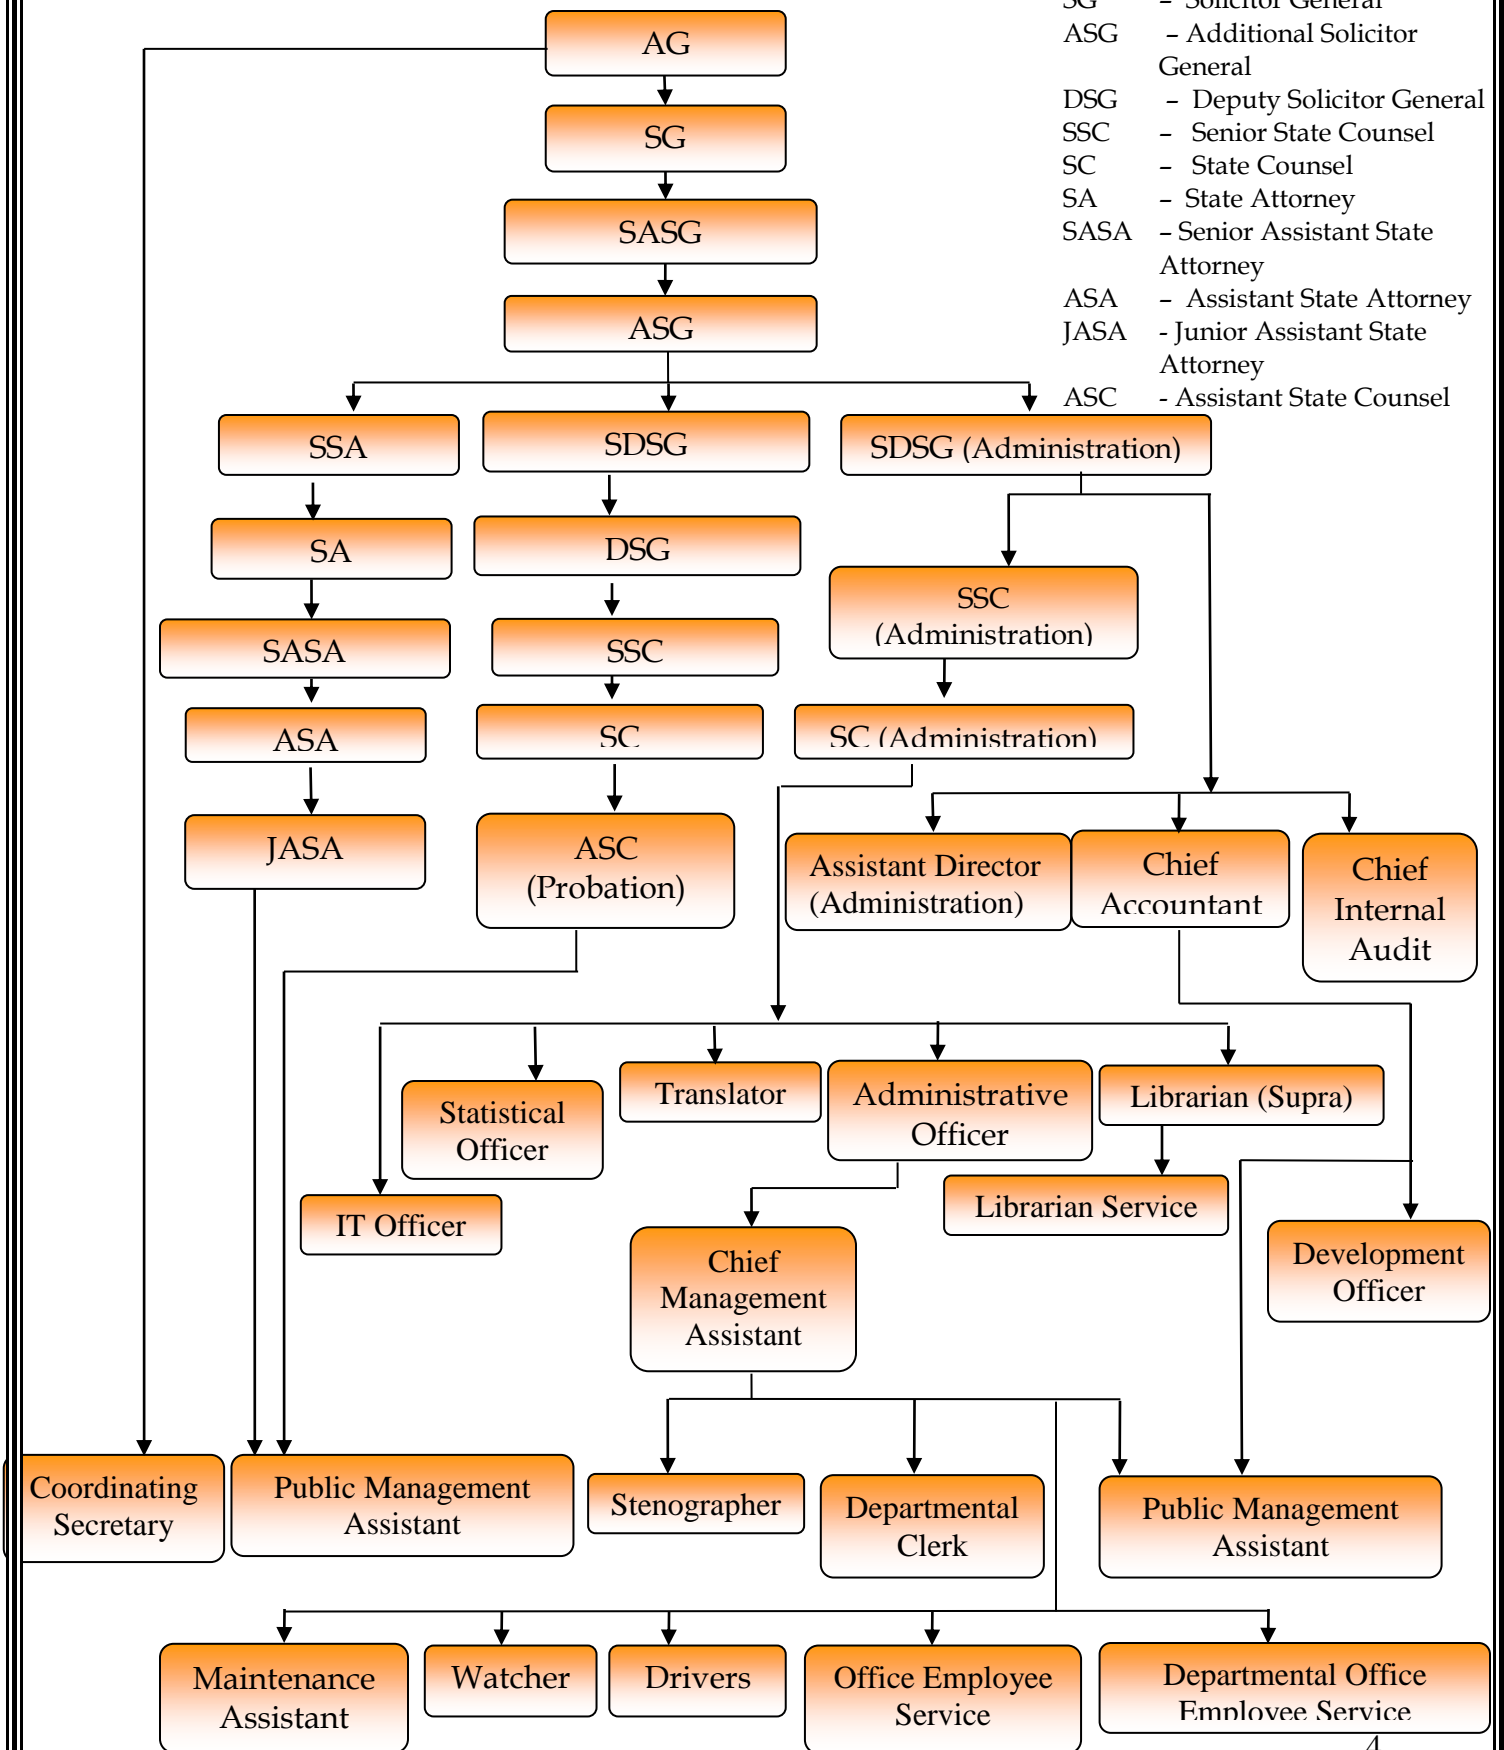 SG – Solicitor General
ASG – Additional Solicitor
General
DSG – Deputy Solicitor General
SSC – Senior State Counsel
SC – State Counsel
SA – State Attorney
SASA – Senior Assistant State
Attorney
ASA – Assistant State Attorney
JASA - Junior Assistant State
Attorney
ASC - Assistant State Counsel
AG
SG
SASG
ASG
SSA
SDSG
SDSG (Administration)
SA
DSG
SSC
(Administration)
SASA
SSC
ASA
SC
SC (Administration)
JASA
ASC
(Probation)
Assistant Director
(Administration)
Chief
Accountant
Chief
Internal
Audit
Statistical
Officer
Translator
Administrative
Officer
Librarian (Supra)
IT Officer
Librarian Service
Chief
Management
Assistant
Development
Officer
Coordinating
Secretary
Public Management
Assistant
Stenographer
Departmental
Clerk
Public Management
Assistant
Maintenance
Assistant
Watcher
Drivers
Office Employee
Service
Departmental Office
Employee Service
4